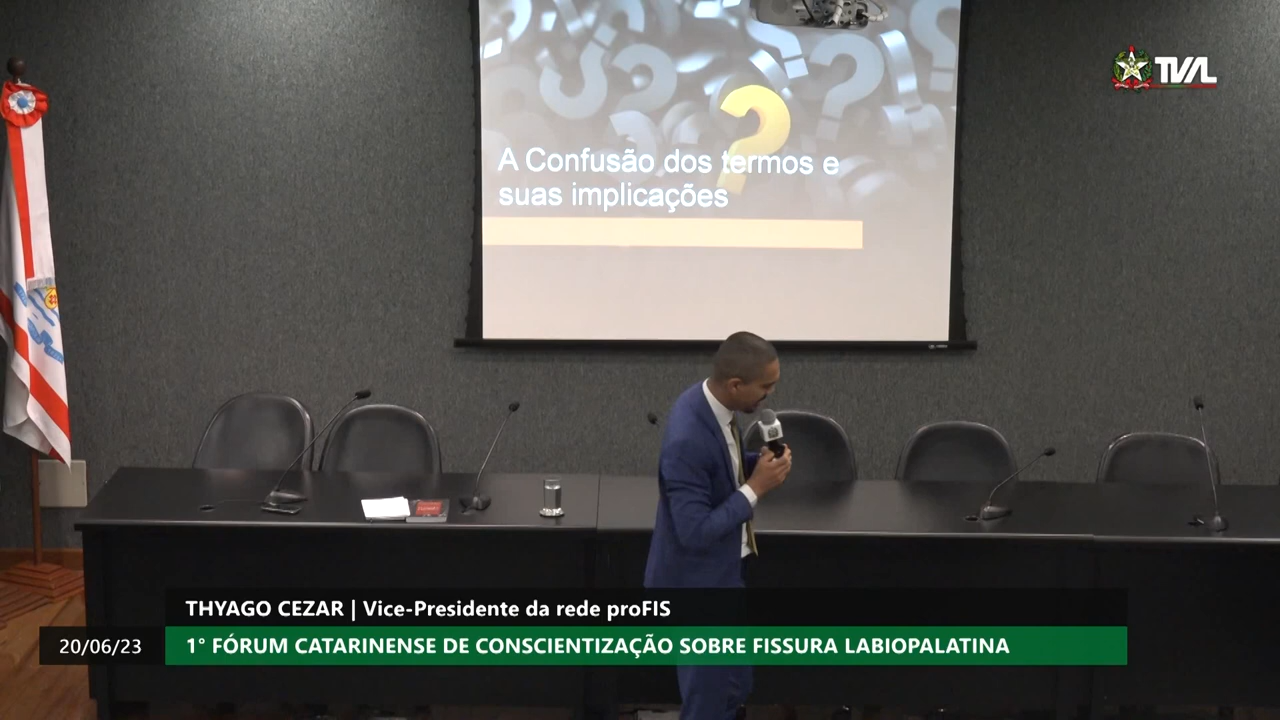 TVAL
A Confusão dos termos e
suas implicações
THYAGO CEZAR | Vice-Presidente da rede proFIS
20/06/23
1° FÓRUM CATARINENSE DE CONSCIENTIZAÇÃO SOBRE FISSURA LABIOPALATINA